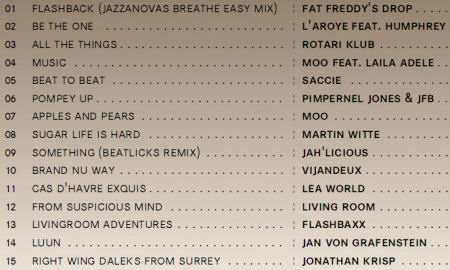 01 FLASHBACK (JAZZANOVAS BREATHE EASY MIX) FAT FREDDY'S DROP
02 BE THE ONE L'AROYE FEAT. HUMPHREY
03 ALL THE THINGS ROTARI KLUB
04 MUSIC MOO FEAT. LAILA ADELE
05 BEAT TO BEAT SACCIE
06 POMPEY UP PIMPERNEL JONES & JFB
07 APPLES AND PEARS MOO
08 SUGAR LIFE IS HARD MARTIN WITTE
09 SOMETHING (BEATLICKS REMIX) JAH'LICIOUS
10 BRAND NU WAY VIJANDEUX
11 CAS D'HAVRE EXQUIS LEA WORLD
12 FROM SUSPICIOUS MIND LIVING ROOM
13 LIVINGROOM ADVENTURES FLASHBAXX
14 LUUN JAN VON GRAFENSTEIN
15 RIGHT WING DALEKS FROM SURREY JONATHAN KRISP